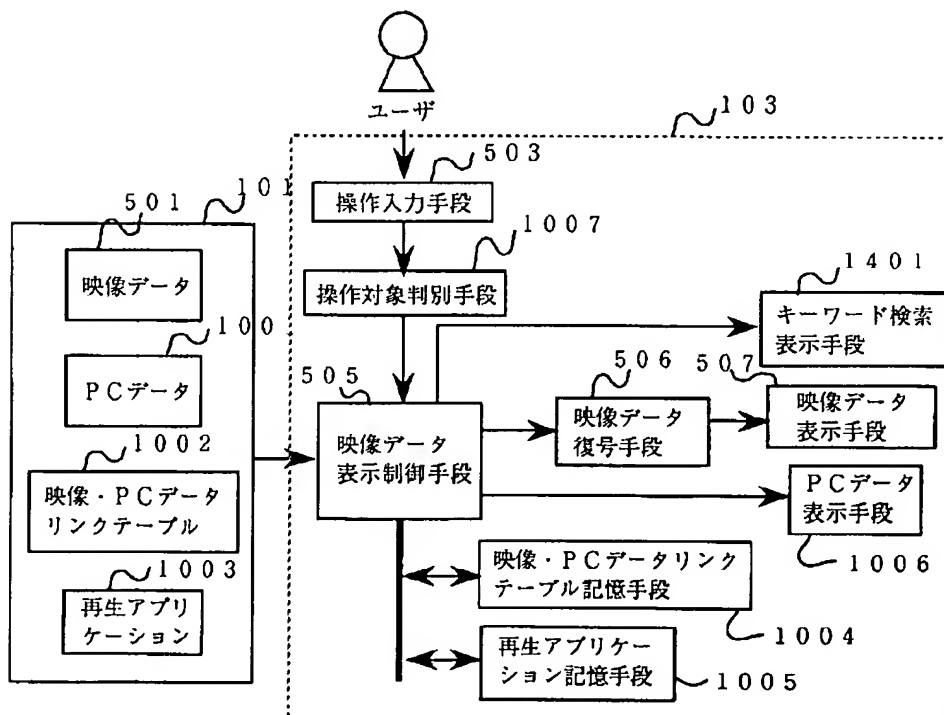 ユーザ
103
503
操作入力手段
101
501
映像データ
1007
操作対象判別手段
1401
キーワード検索
表示手段
100
PCデータ
505
映像データ
表示制御手段
506
映像データ
復号手段
507
映像データ
表示手段
1002
映像・PCデータ
リンクテーブル
PCデータ
表示手段
1006
1003
再生アプリ
ケーション
映像・PCデータリンク
テーブル記憶手段
1004
再生アプリケー
ション記憶手段
1005